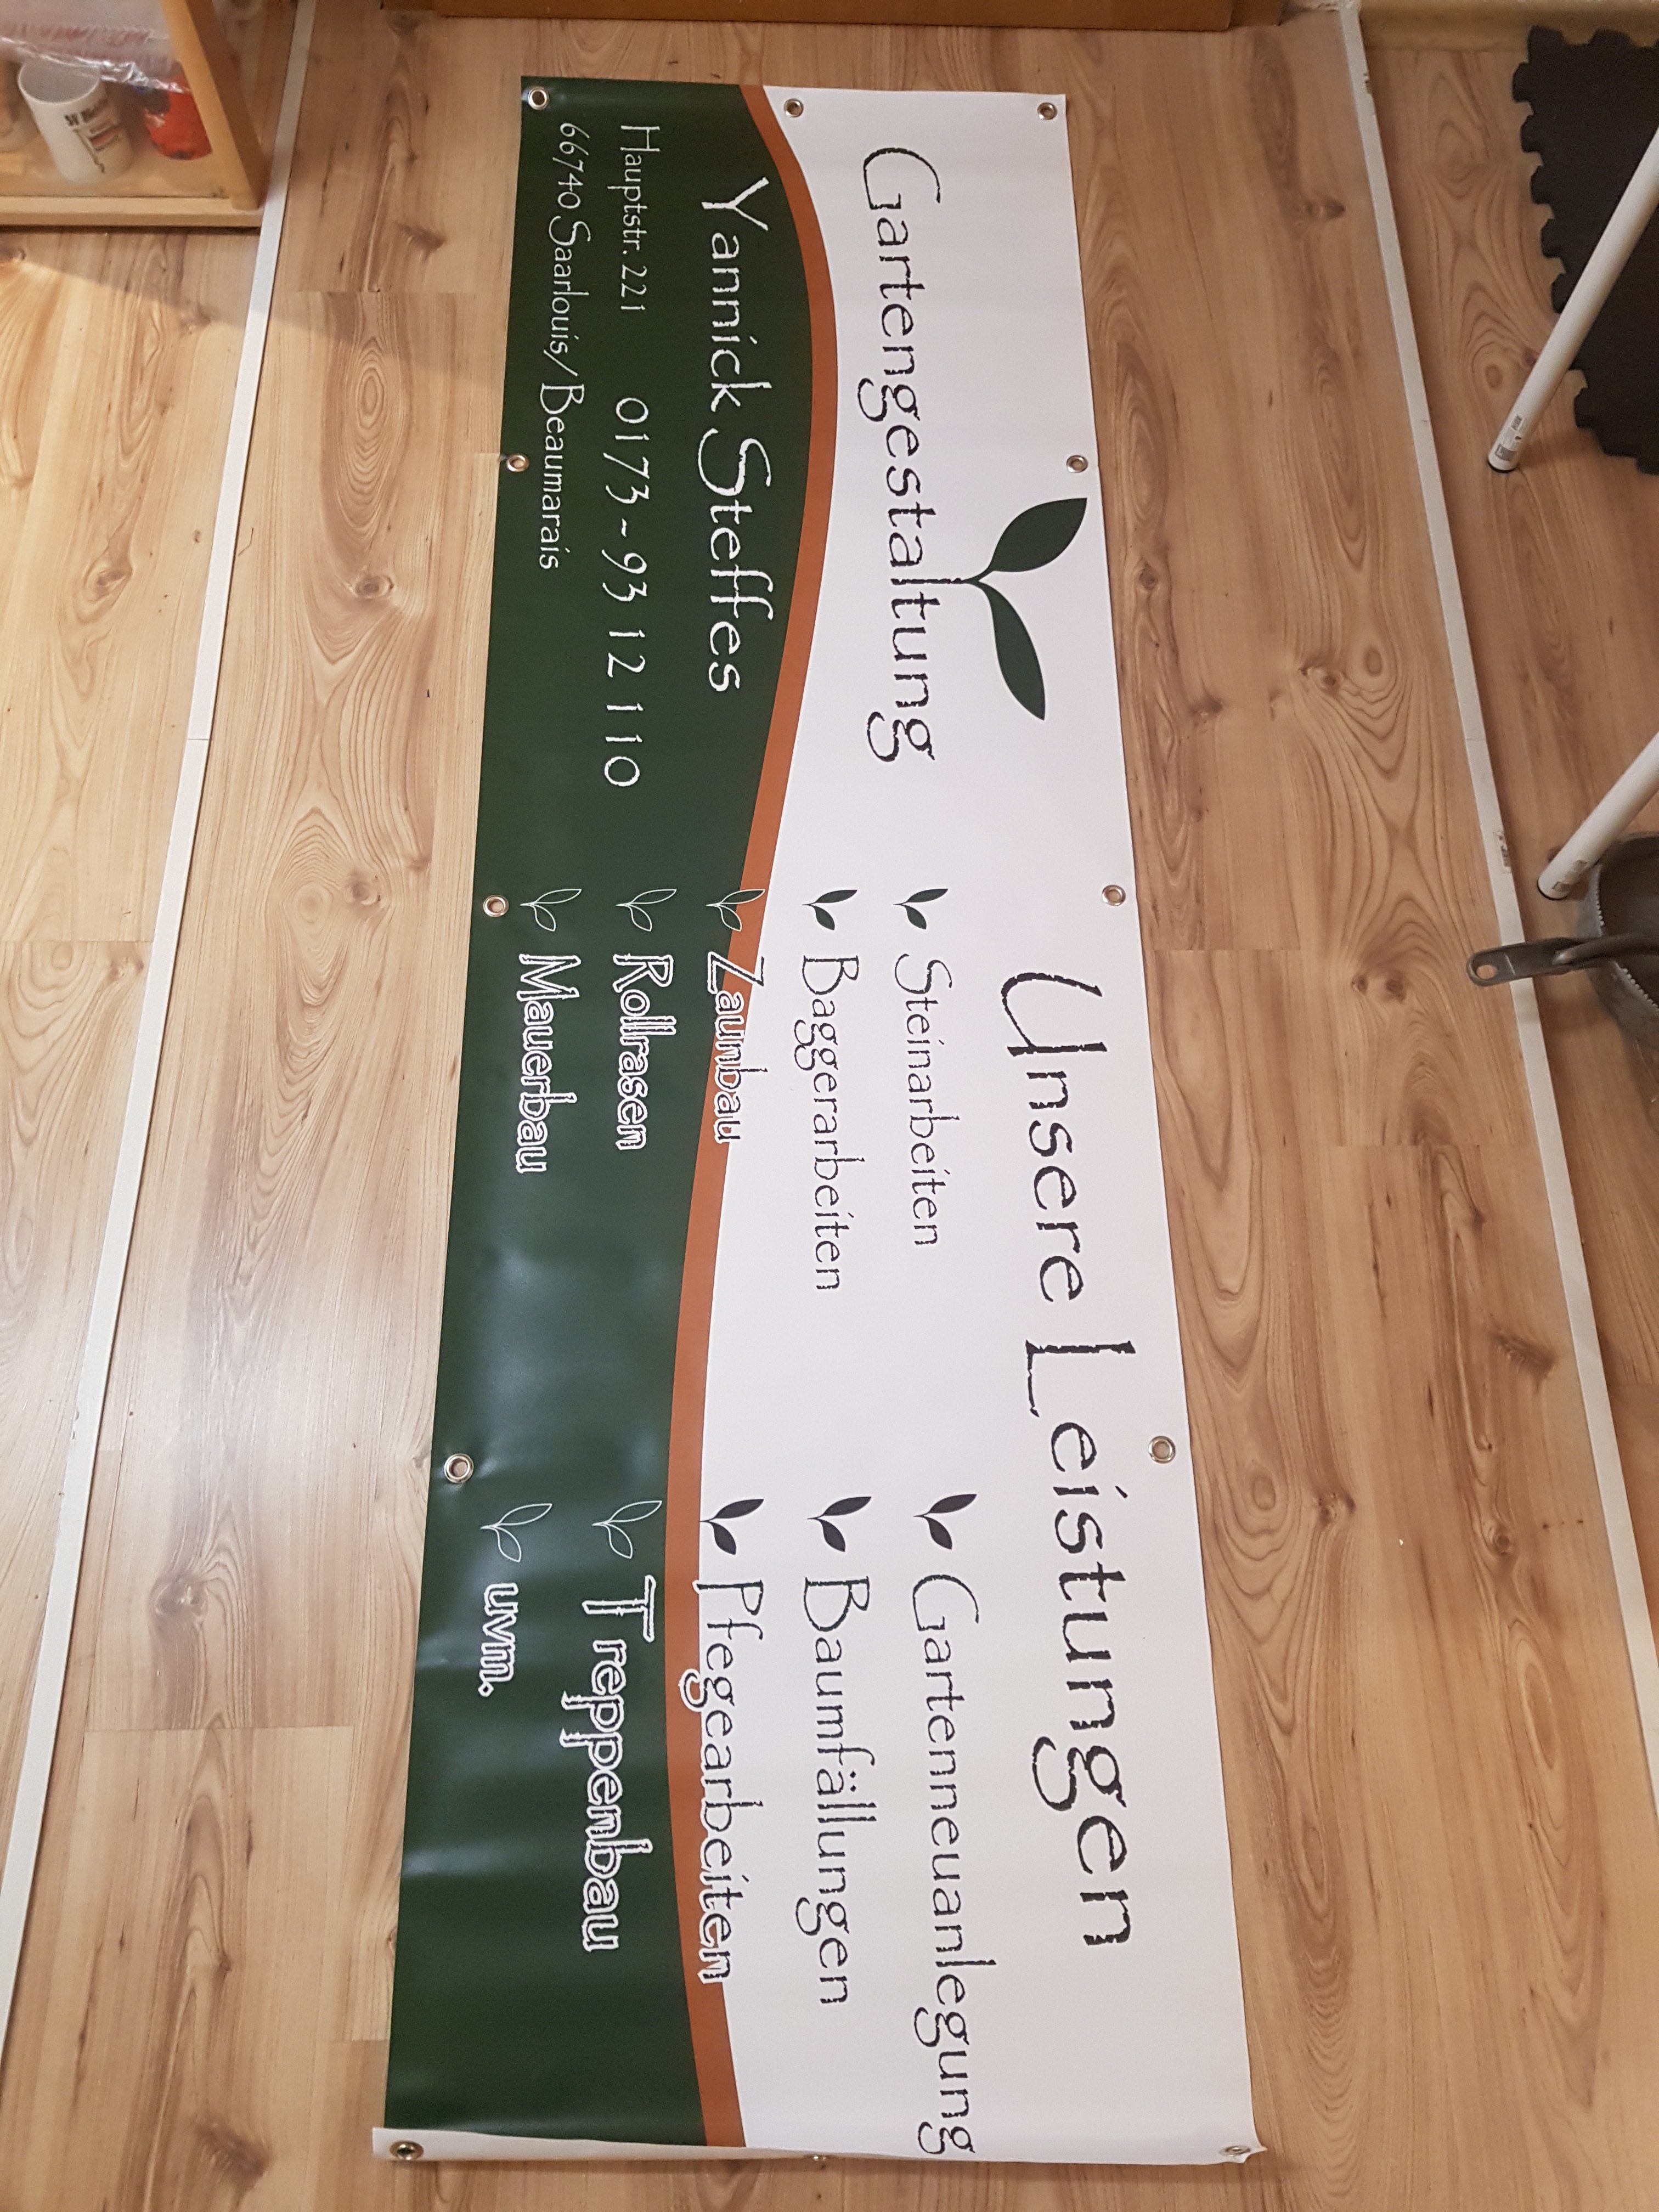 Gartengestaltung
Yannick Steffes
Hauptstr. 221
0173-93 12 110
66740 Saarlouis/Beaumarais
Unsere Leistungen
Steinarbeiten
Baggerarbeiten
Zaunbau
Rollrasen
Mauerbau
Gartenneuanlegung
Baumfällungen
Pfegearbeiten
Treppenbau
uvm.